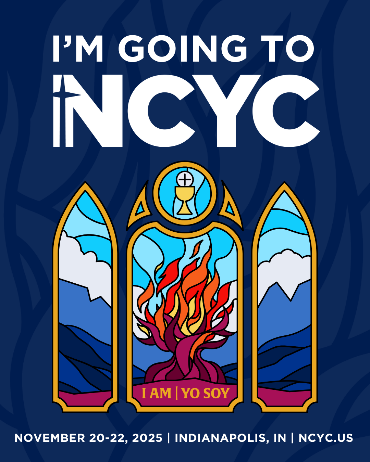 I'M GOING TO
NCYC
I AM | YO SOY
NOVEMBER 20-22, 2025 | INDIANAPOLIS, IN | NCYC.US